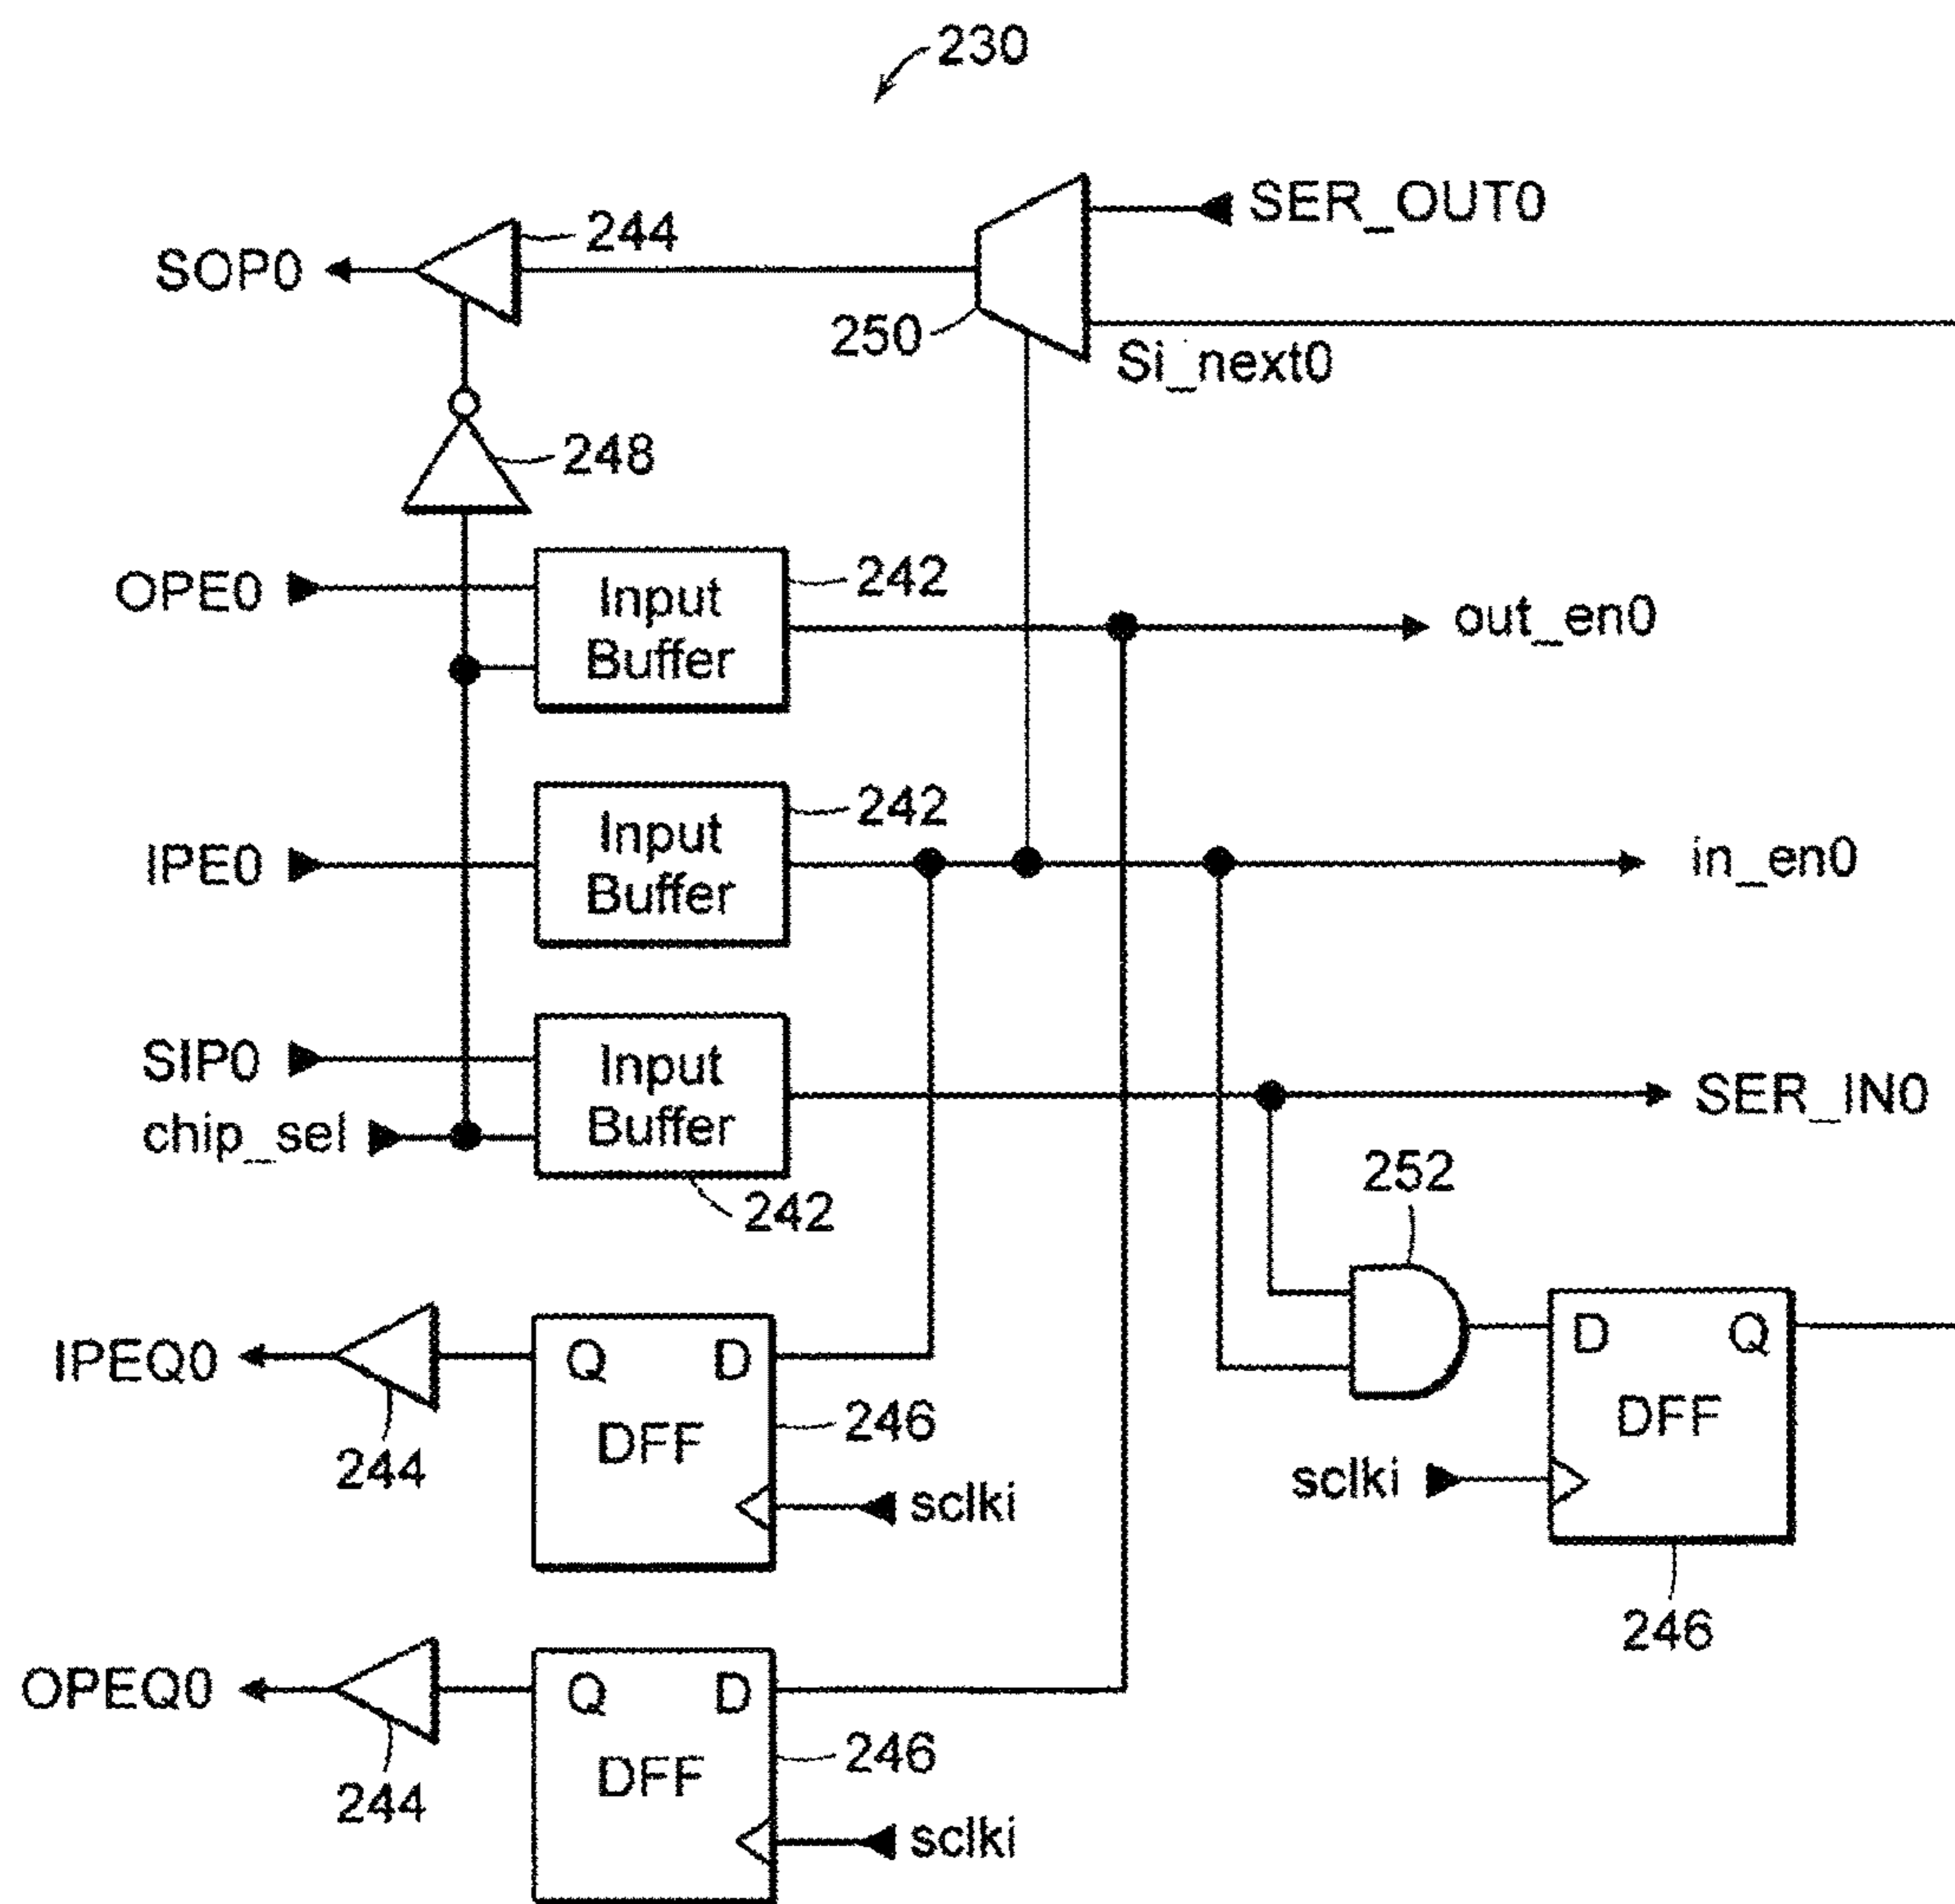 230
SER_OUT0
244
SOP0
250
Si_next0
248
OPE0
Input
Buffer
242
out_en0
IPE0
Input
Buffer
242
in_en0
SIP0
chip_sel
Input
Buffer
242
SER_IN0
252
IPEQ0
244
Q
D
DFF
246
sclki
D
Q
DFF
sclki
246
OPEQ0
244
Q
D
DFF
246
sclki